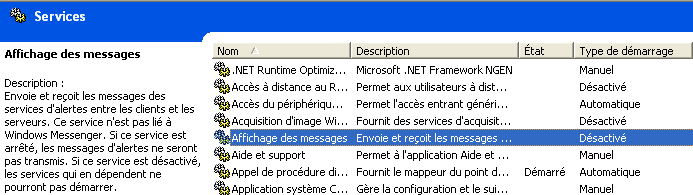 Services
Affichage des messages
Description :
Envoie et reçoit les messages des
services d'alertes entre les clients et les
serveurs. Ce service n'est pas lié à
Windows Messenger. Si ce service est
arrêté, les messages d'alertes ne seront
pas transmis. Si ce service est désactivé,
les services qui en dépendent ne
pourront pas démarrer.
Nom Description État Type de démarrage
.NET Runtime Optimiz... Microsoft .NET Framework NGEN Manuel
Accès à distance au R... Permet aux utilisateurs à dist... Désactivé
Accès du périphériqu... Permet l'accès entrant généri... Automatique
Acquisition d'image Wi... Fournit des services d'acquisit... Désactivé
Affichage des messages Envoie et reçoit les messages ... Désactivé
Aide et support Permet à l'application Aide et ... Manuel
Appel de procédure di... Fournit le mappeur du point d... Démarré Automatique
Application système C... Gère la configuration et le sui... Manuel